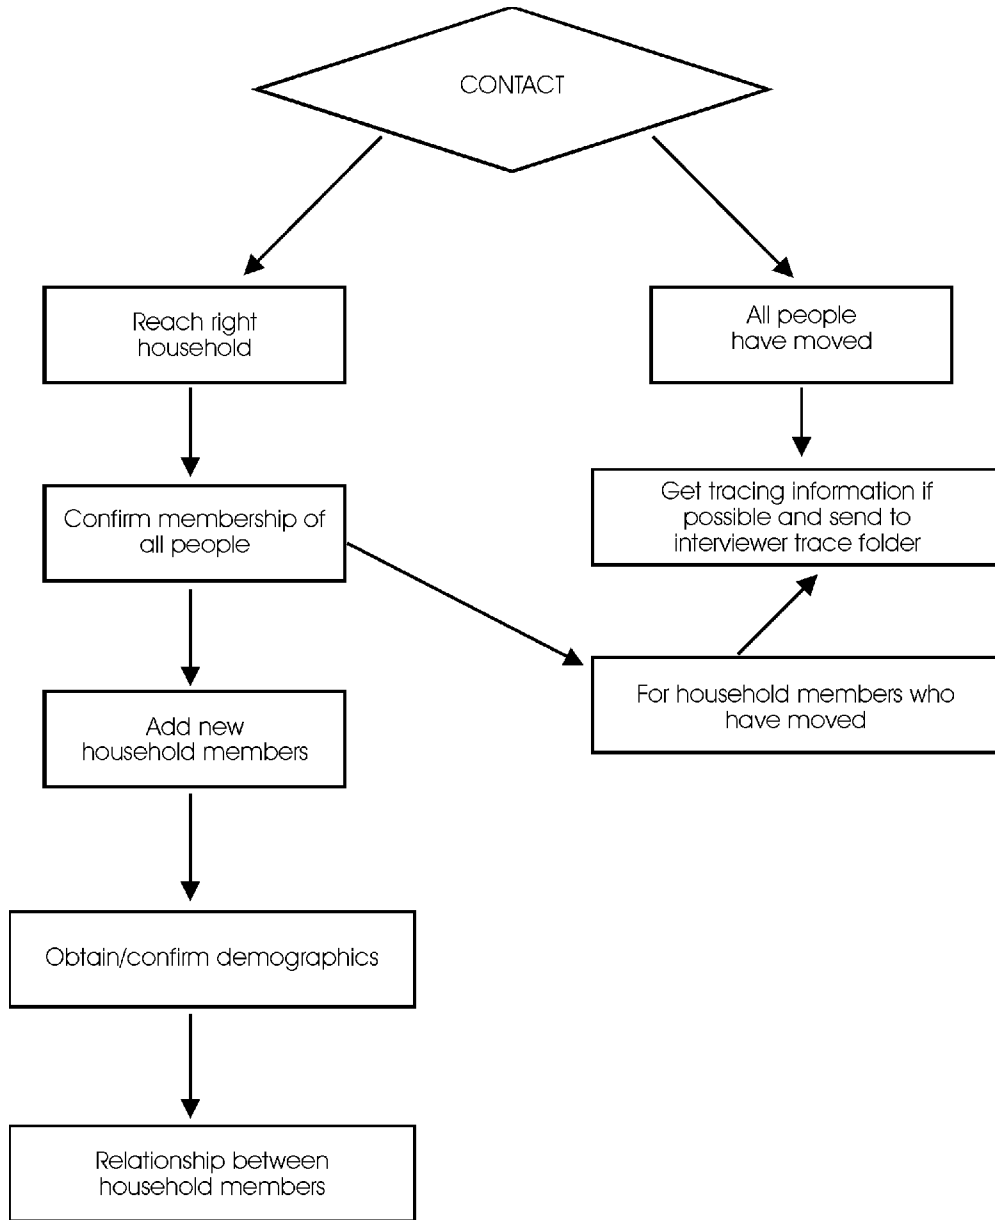 CONTACT
Reach right
household
All people
have moved
Confirm membership of
all people
Get tracing information if
possible and send to
interviewer trace folder
For household members who
have moved
Add new
household members
Obtain/confirm demographics
Relationship between
household members